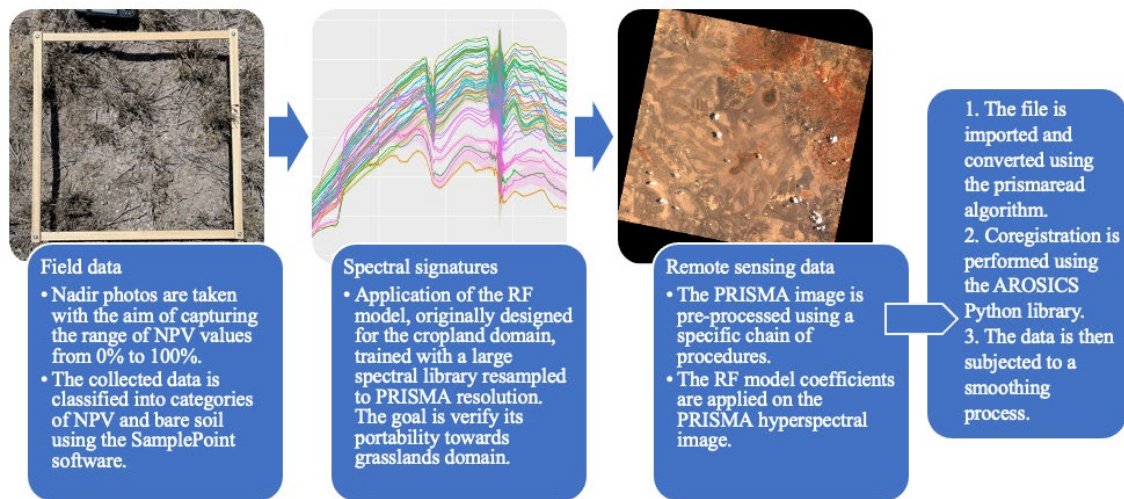 Field data
• Nadir photos are taken
with the aim of capturing
the range of NPV values
from 0% to 100%.
• The collected data is
classified into categories
of NPV and bare soil
using the SamplePoint
software.
Spectral signatures
• Application of the RF
model, originally designed
for the cropland domain,
trained with a large
spectral library resampled
to PRISMA resolution.
The goal is verify its
portability towards
grasslands domain.
Remote sensing data
• The PRISMA image is
pre-processed using a
specific chain of
procedures.
• The RF model coefficients
are applied on the
PRISMA hyperspectral
image.
1. The file is
imported and
converted using
the prismaread
algorithm.
2. Coregistration is
performed using
the AROSICS
Python library.
3. The data is then
subjected to a
smoothing
process.